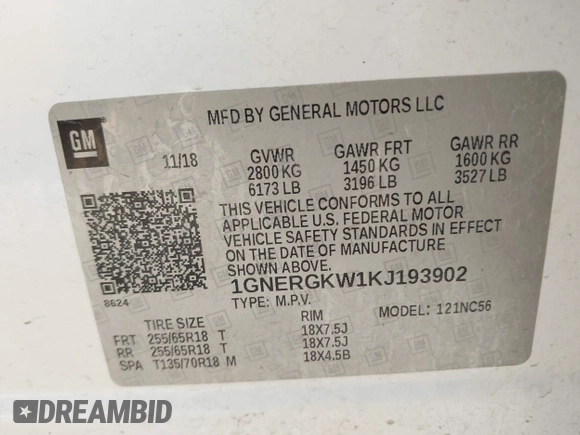 MFD BY GENERAL MOTORS LLC
GM
11/18 GVWR GAWR FRT GAWR RR
2800 KG 1450 KG 1600 KG
6173 LB 3196 LB 3527 LB
THIS VEHICLE CONFORMS TO ALL
APPLICABLE U.S. FEDERAL MOTOR
VEHICLE SAFETY STANDARDS IN EFFECT
ON THE DATE OF MANUFACTURE
SHOWN ABOVE.
1GNERGKW1KJ193902
8624
TYPE: M.P.V. MODEL: 121NC56
TIRE SIZE RIM
FRT 255/65R18 T 18X7.5J
RR 255/65R18 T 18X7.5J
SPA T135/70R18 M 18X4.5B
DREAMBID